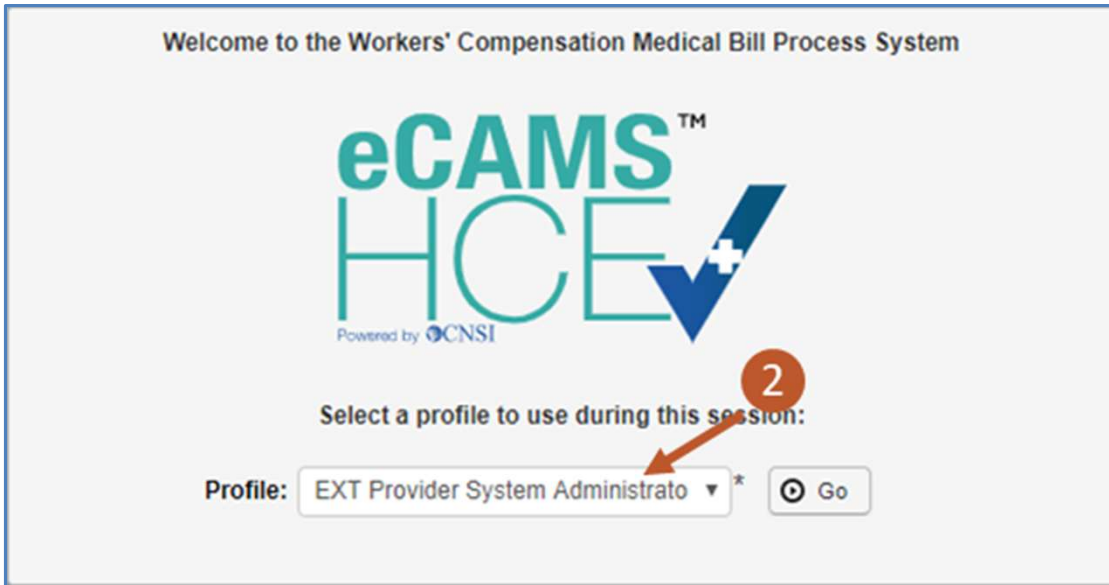 Welcome to the Workers' Compensation Medical Bill Process System
eCAMS™
HCE
Powered by CNSI
2
Select a profile to use during this session:
Profile: EXT Provider System Administrato ▼ * Go